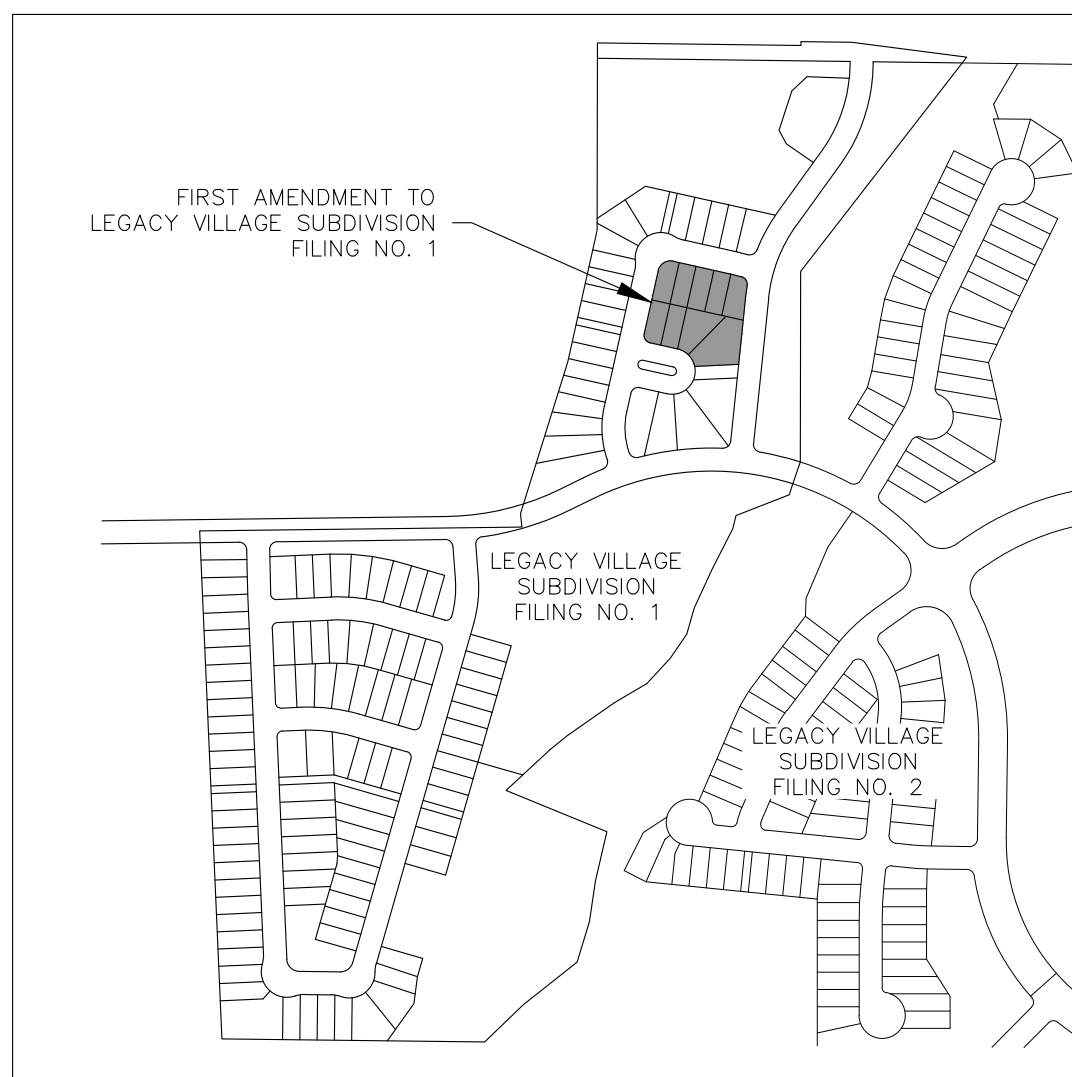 FIRST AMENDMENT TO
LEGACY VILLAGE SUBDIVISION
FILING NO. 1
LEGACY VILLAGE
SUBDIVISION
FILING NO. 1
LEGACY VILLAGE
SUBDIVISION
FILING NO. 2